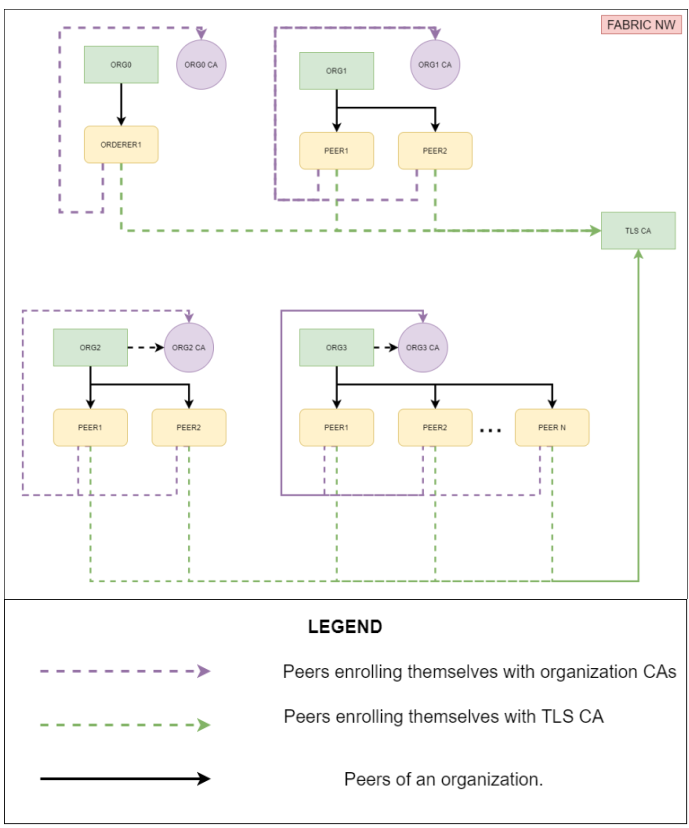 FABRIC NW
ORG0
ORG0 CA
ORG1
ORG1 CA
ORDERER1
PEER1
PEER2
TLS CA
ORG2
ORG2 CA
ORG3
ORG3 CA
PEER1
PEER2
PEER1
PEER2
...
PEER N
LEGEND
Peers enrolling themselves with organization CAs
Peers enrolling themselves with TLS CA
Peers of an organization.